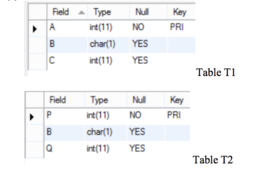 Field Type Null Key
A int(11) NO PRI
B char(1) YES
C int(11) YES
Table T1
Field Type Null Key
P int(11) NO PRI
B char(1) YES
Q int(11) YES
Table T2